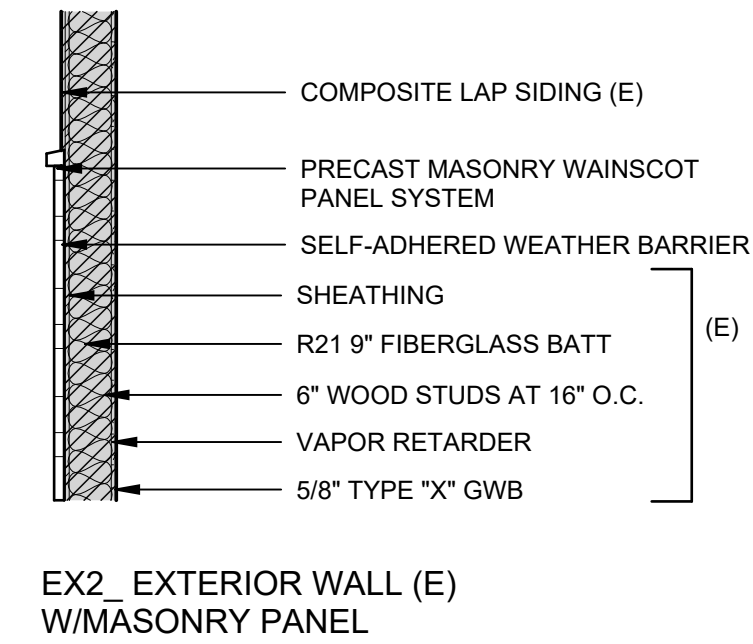 COMPOSITE LAP SIDING (E)
PRECAST MASONRY WAINSCOT
PANEL SYSTEM
SELF-ADHERED WEATHER BARRIER
SHEATHING
R21 9" FIBERGLASS BATT
6" WOOD STUDS AT 16" O.C.
VAPOR RETARDER
5/8" TYPE "X" GWB
(E)
EX2_ EXTERIOR WALL (E)
W/MASONRY PANEL